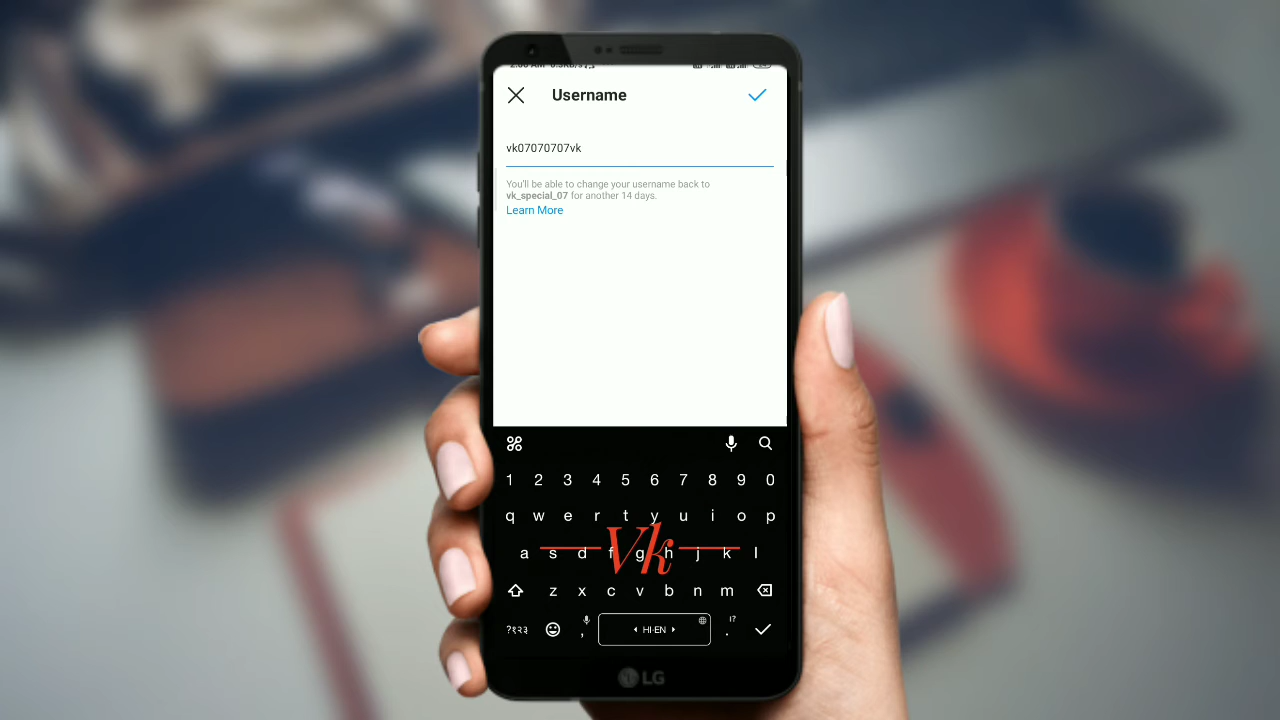 Username
vk07070707vk
You'll be able to change your username back to
vk_special_07 for another 14 days.
Learn More
1 2 3 4 5 6 7 8 9 0
q w e r t y u i o p
a s d f g h j k l
Vk
z x c v b n m
?१२३ , HI-EN . !?
LG